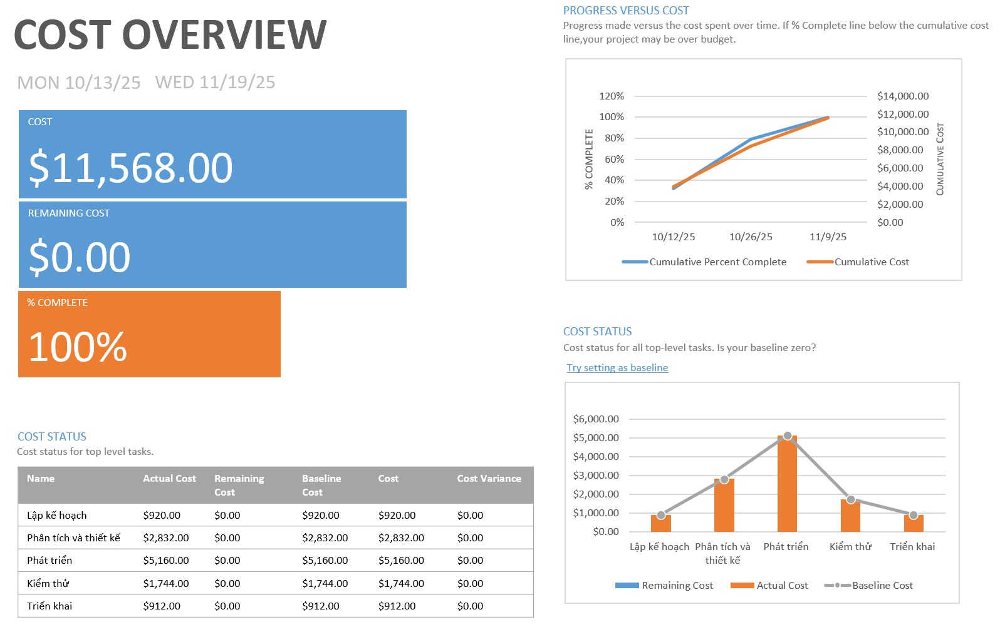 COST OVERVIEW
MON 10/13/25 WED 11/19/25
COST
$11,568.00
REMAINING COST
$0.00
% COMPLETE
100%
COST STATUS
Cost status for top level tasks.
Name Actual Cost Remaining Cost Baseline Cost Cost Cost Variance
Lập kế hoạch $920.00 $0.00 $920.00 $920.00 $0.00
Phân tích và thiết kế $2,832.00 $0.00 $2,832.00 $2,832.00 $0.00
Phát triển $5,160.00 $0.00 $5,160.00 $5,160.00 $0.00
Kiểm thử $1,744.00 $0.00 $1,744.00 $1,744.00 $0.00
Triển khai $912.00 $0.00 $912.00 $912.00 $0.00
PROGRESS VERSUS COST
Progress made versus the cost spent over time. If % Complete line below the cumulative cost
line,your project may be over budget.
% COMPLETE
120%
100%
80%
60%
40%
20%
0%
$14,000.00
$12,000.00
$10,000.00
$8,000.00
$6,000.00
$4,000.00
$2,000.00
$0.00
CUMULATIVE COST
10/12/25 10/26/25 11/9/25
Cumulative Percent Complete Cumulative Cost
COST STATUS
Cost status for all top-level tasks. Is your baseline zero?
Try setting as baseline
$6,000.00
$5,000.00
$4,000.00
$3,000.00
$2,000.00
$1,000.00
$0.00
Lập kế hoạch Phân tích và thiết kế Phát triển Kiểm thử Triển khai
Remaining Cost Actual Cost Baseline Cost